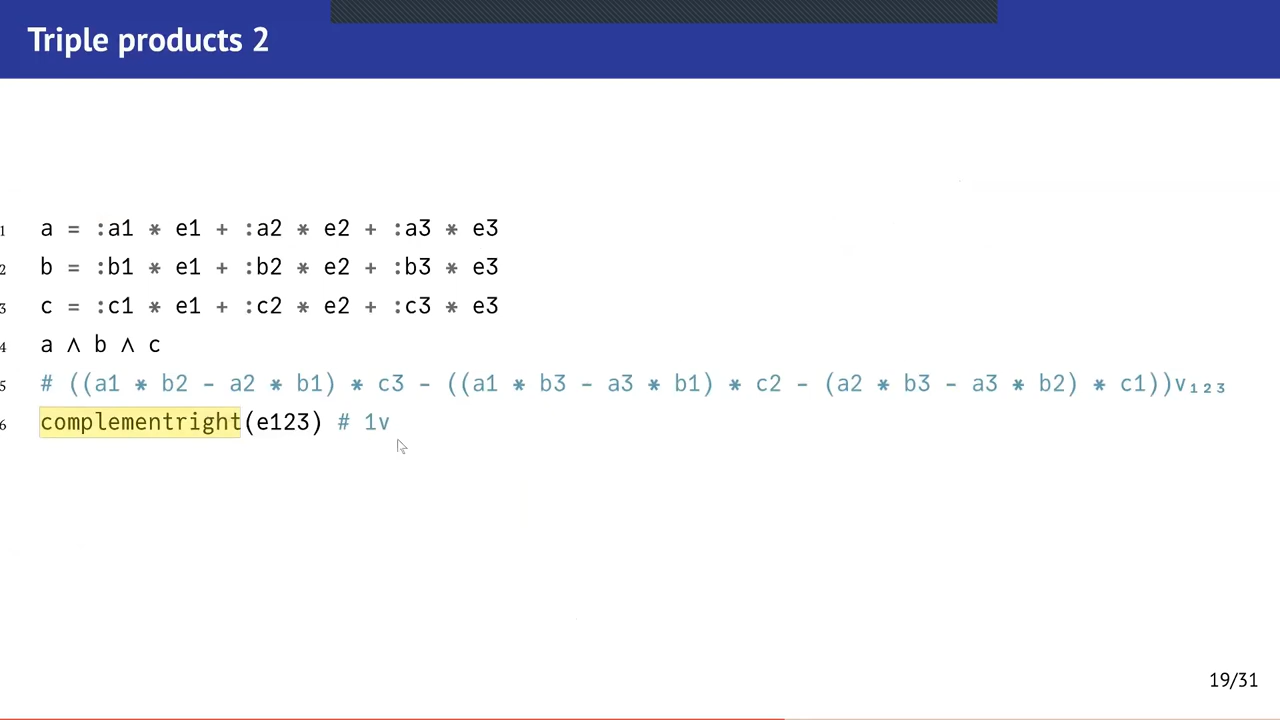 Triple products 2
1 a = :a1 * e1 + :a2 * e2 + :a3 * e3
2 b = :b1 * e1 + :b2 * e2 + :b3 * e3
3 c = :c1 * e1 + :c2 * e2 + :c3 * e3
4 a ∧ b ∧ c
5 # ((a1 * b2 - a2 * b1) * c3 - ((a1 * b3 - a3 * b1) * c2 - (a2 * b3 - a3 * b2) * c1))v₁₂₃
6 complementright(e123) # 1v
19/31